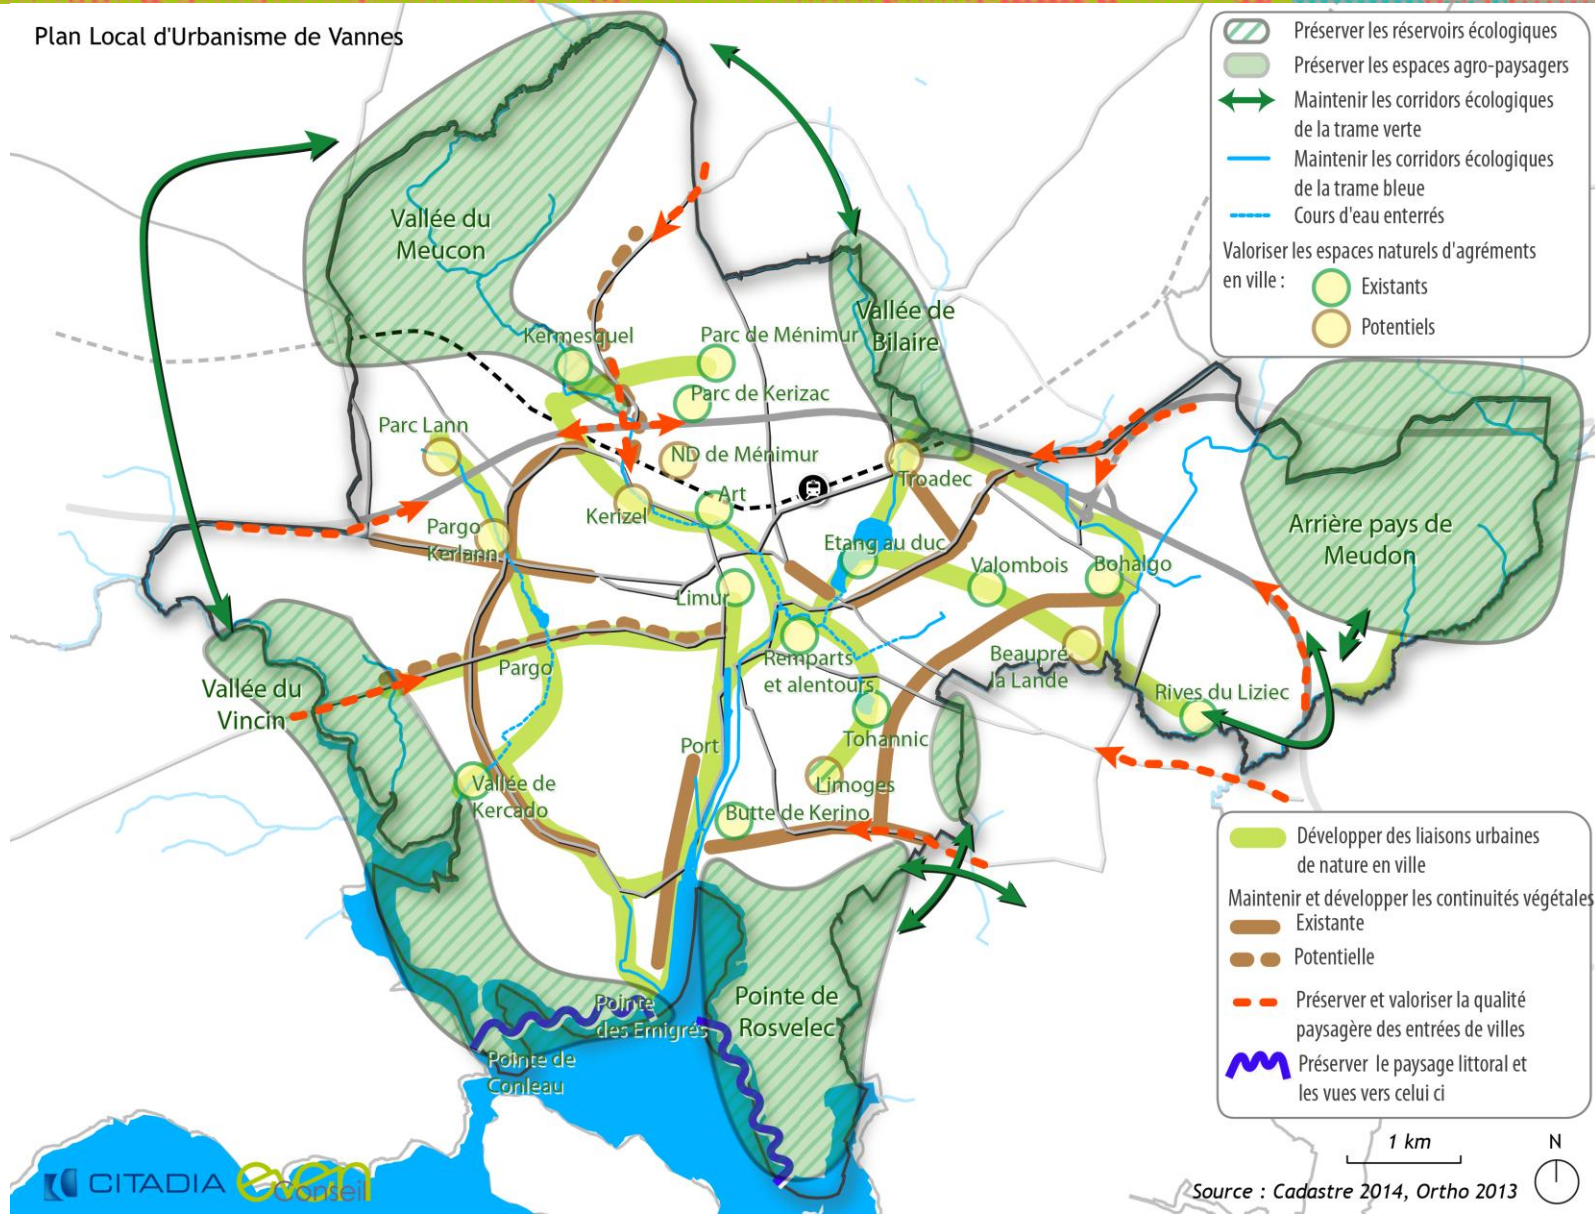 Plan Local d'Urbanisme de Vannes
Préserver les réservoirs écologiques
Préserver les espaces agro-paysagers
Maintenir les corridors écologiques
de la trame verte
Maintenir les corridors écologiques
de la trame bleue
Cours d'eau enterrés
Valoriser les espaces naturels d'agréments
en ville :
Existants
Potentiels
Vallée du
Meucon
Vallée de
Bilaire
Kermesquel
Parc de Ménimur
Parc de Kerizac
Parc Lann
ND de Ménimur
Troadec
Art
Kerizel
Pargo
Kerlann
Etang au duc
Valombois
Bohalgo
Arrière pays de
Meudon
Limur
Remparts
et alentours
Beaupré
la Lande
Pargo
Vallée du
Vincin
Rives du Liziec
Tohannic
Port
Limoges
Vallée de
Kercado
Butte de Kerino
Pointe
des Emigrés
Pointe de
Rosvelec
Pointe de
Conleau
Développer des liaisons urbaines
de nature en ville
Maintenir et développer les continuités végétales
Existante
Potentielle
Préserver et valoriser la qualité
paysagère des entrées de villes
Préserver le paysage littoral et
les vues vers celui ci
1 km
N
CITADIA
even
Conseil
Source : Cadastre 2014, Ortho 2013